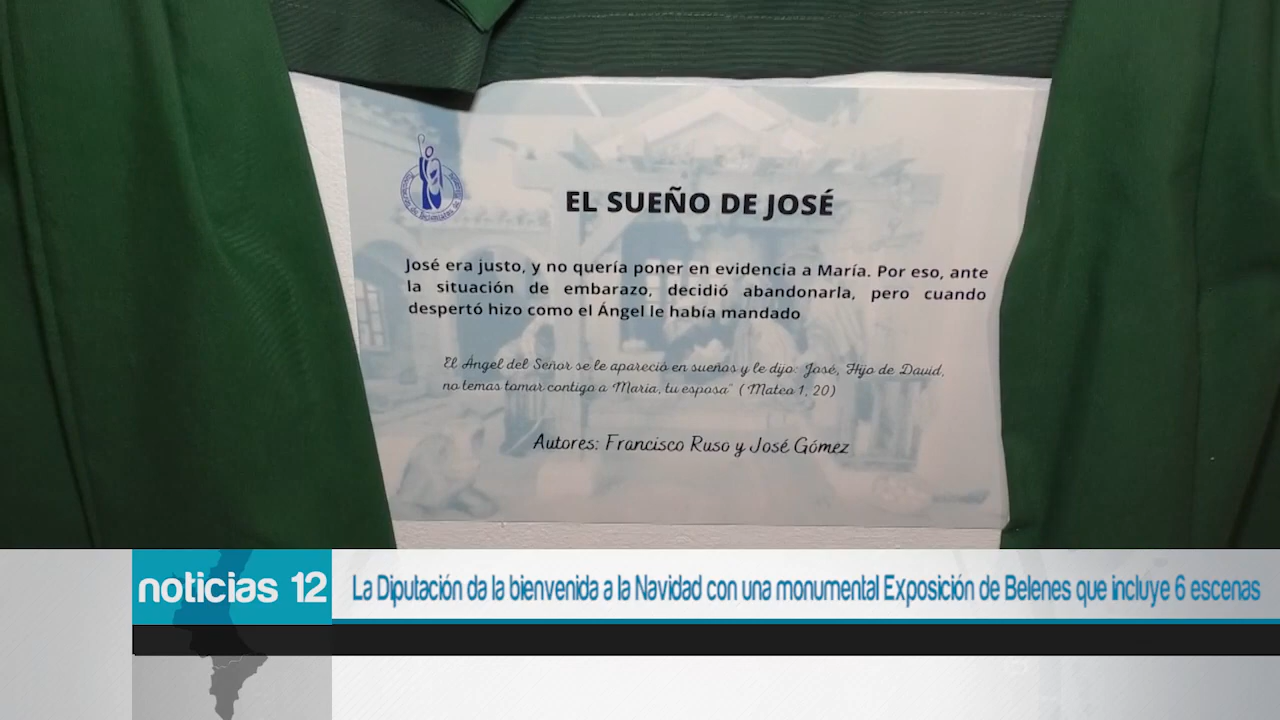 EL SUEÑO DE JOSÉ
José era justo, y no quería poner en evidencia a María. Por eso, ante
la situación de embarazo, decidió abandonarla, pero cuando
despertó hizo como el Ángel le había mandado
El Ángel del Señor se le apareció en sueños y le dijo: José, Hijo de David,
no temas tomar contigo a María, tu esposa" ( Mateo 1, 20)
Autores: Francisco Ruso y José Gómez
noticias 12
La Diputación da la bienvenida a la Navidad con una monumental Exposición de Belenes que incluye 6 escenas